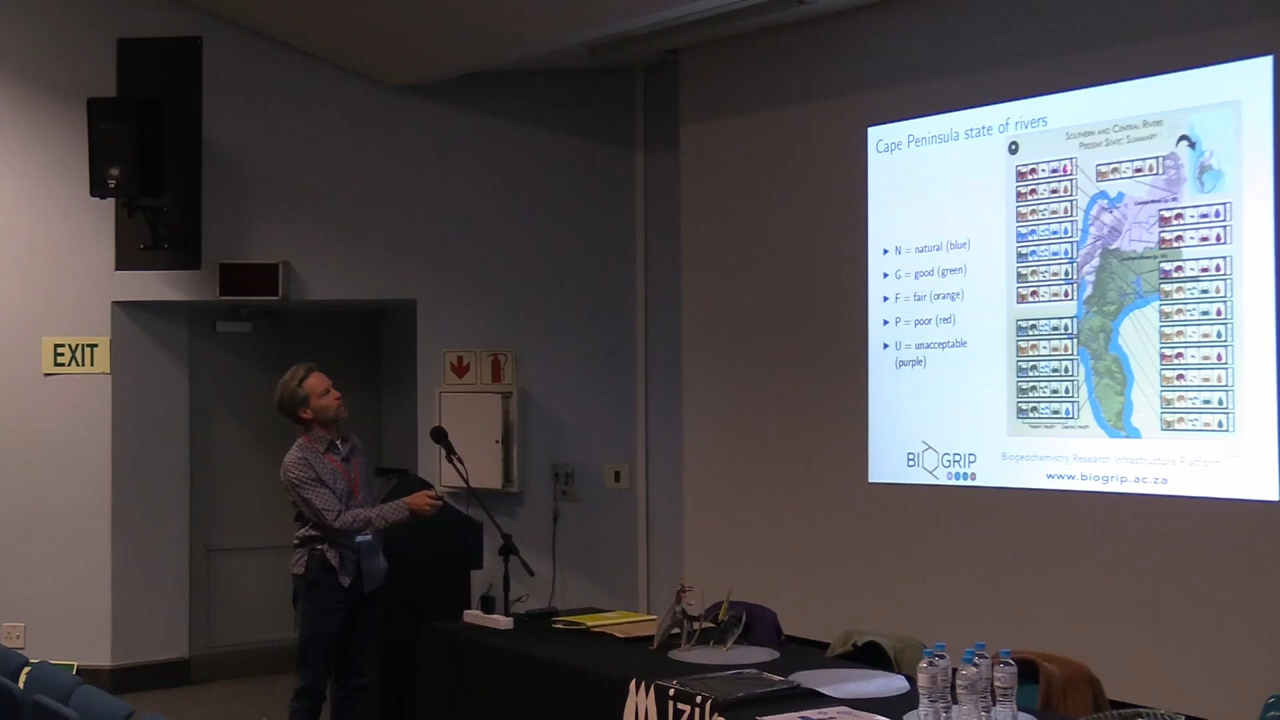 EXIT
Cape Peninsula state of rivers
SOUTHERN AND CENTRAL RIVERS
PRESENT STATE: SUMMARY
N = natural (blue)
G = good (green)
F = fair (orange)
P = poor (red)
U = unacceptable
(purple)
BIOGRIP
Biogeochemistry Research Infrastructure Platform
www.biogrip.ac.za